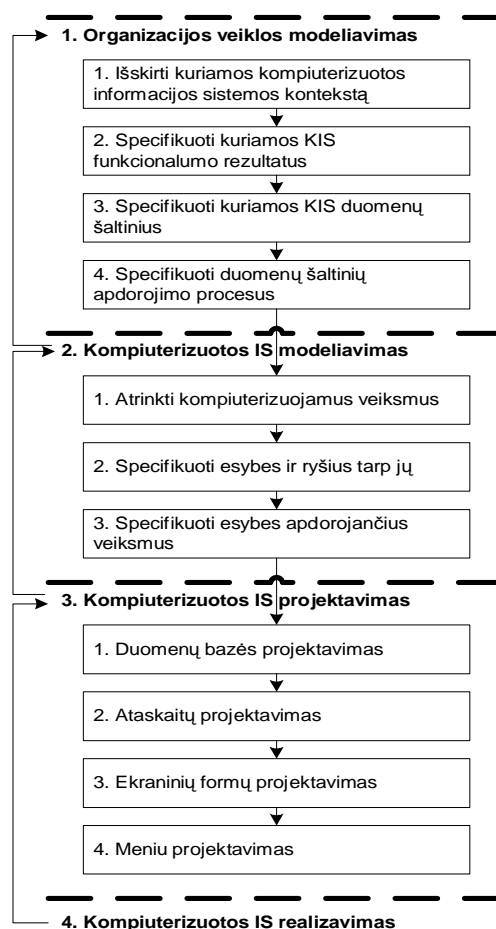 1. Organizacijos veiklos modeliavimas
1. Išskirti kuriamos kompiuterizuotos
informacijos sistemos kontekstą
2. Specifikuoti kuriamos KIS
funkcionalumo rezultatus
3. Specifikuoti kuriamos KIS duomenų
šaltinius
4. Specifikuoti duomenų šaltinių
apdorojimo procesus
2. Kompiuterizuotos IS modeliavimas
1. Atrinkti kompiuterizuojamus veiksmus
2. Specifikuoti esybes ir ryšius tarp jų
3. Specifikuoti esybes apdorojančius
veiksmus
3. Kompiuterizuotos IS projektavimas
1. Duomenų bazės projektavimas
2. Ataskaitų projektavimas
3. Ekraninių formų projektavimas
4. Meniu projektavimas
4. Kompiuterizuotos IS realizavimas